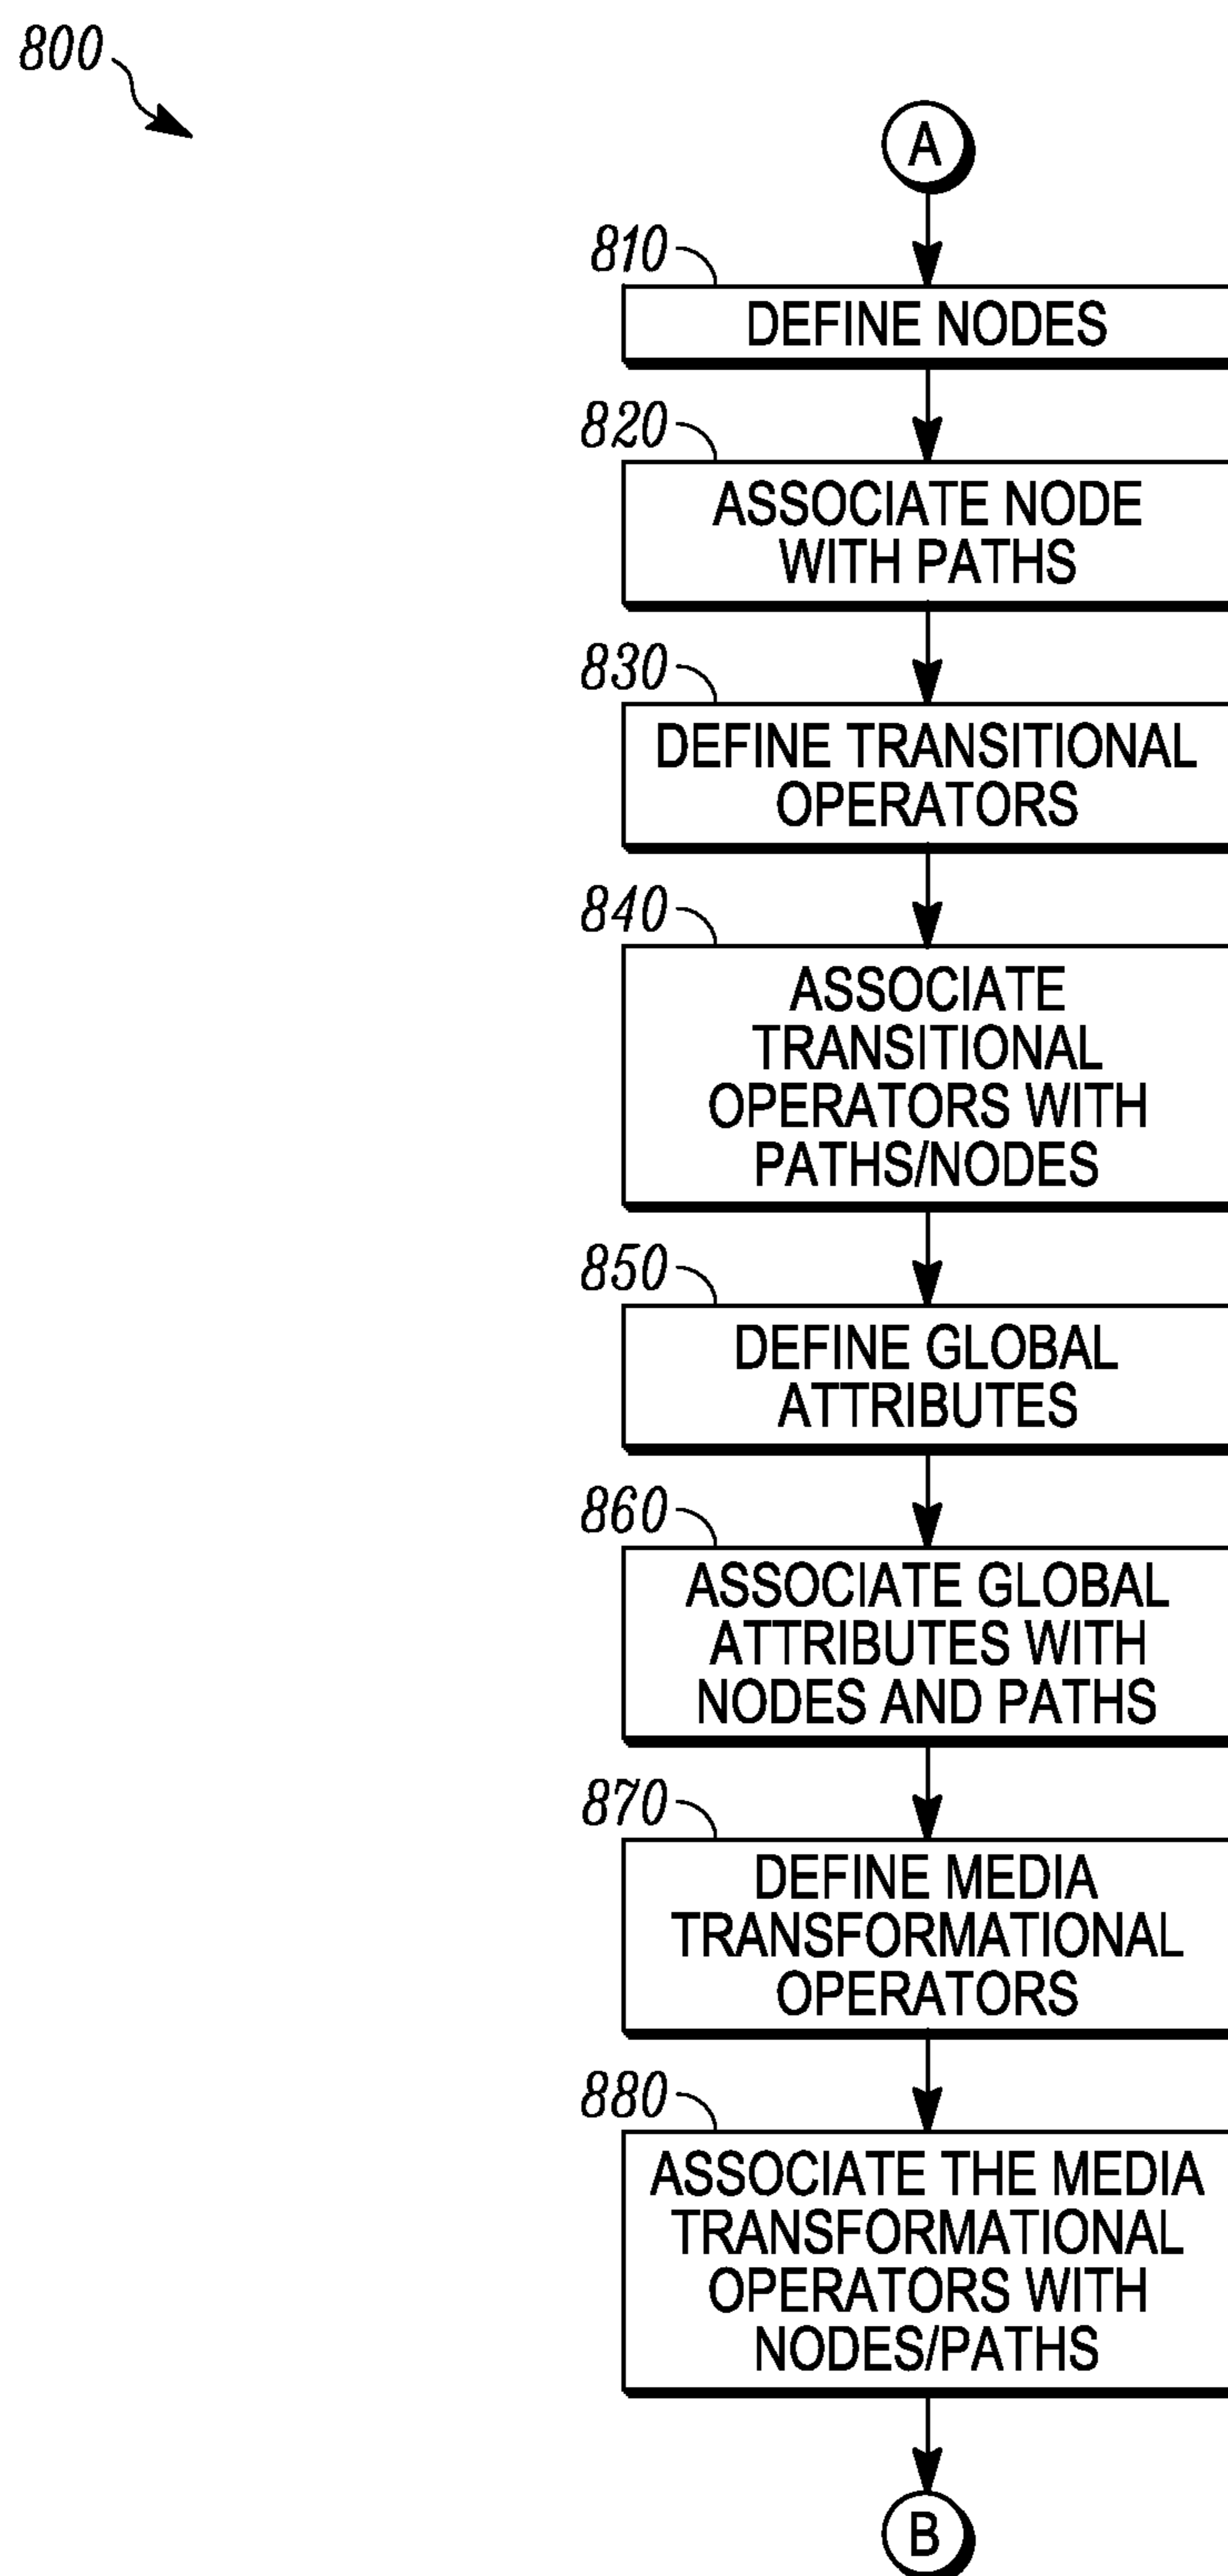 800
A
810
DEFINE NODES
820
ASSOCIATE NODE
WITH PATHS
830
DEFINE TRANSITIONAL
OPERATORS
840
ASSOCIATE
TRANSITIONAL
OPERATORS WITH
PATHS/NODES
850
DEFINE GLOBAL
ATTRIBUTES
860
ASSOCIATE GLOBAL
ATTRIBUTES WITH
NODES AND PATHS
870
DEFINE MEDIA
TRANSFORMATIONAL
OPERATORS
880
ASSOCIATE THE MEDIA
TRANSFORMATIONAL
OPERATORS WITH
NODES/PATHS
B